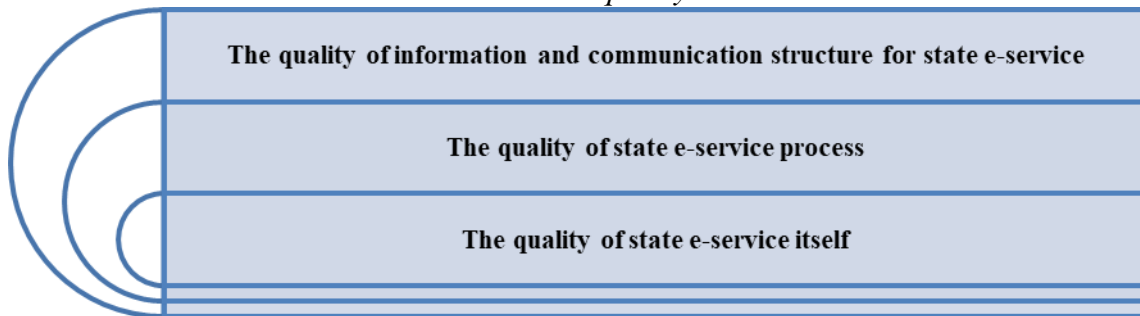 The quality of information and communication structure for state e-service
The quality of state e-service process
The quality of state e-service itself